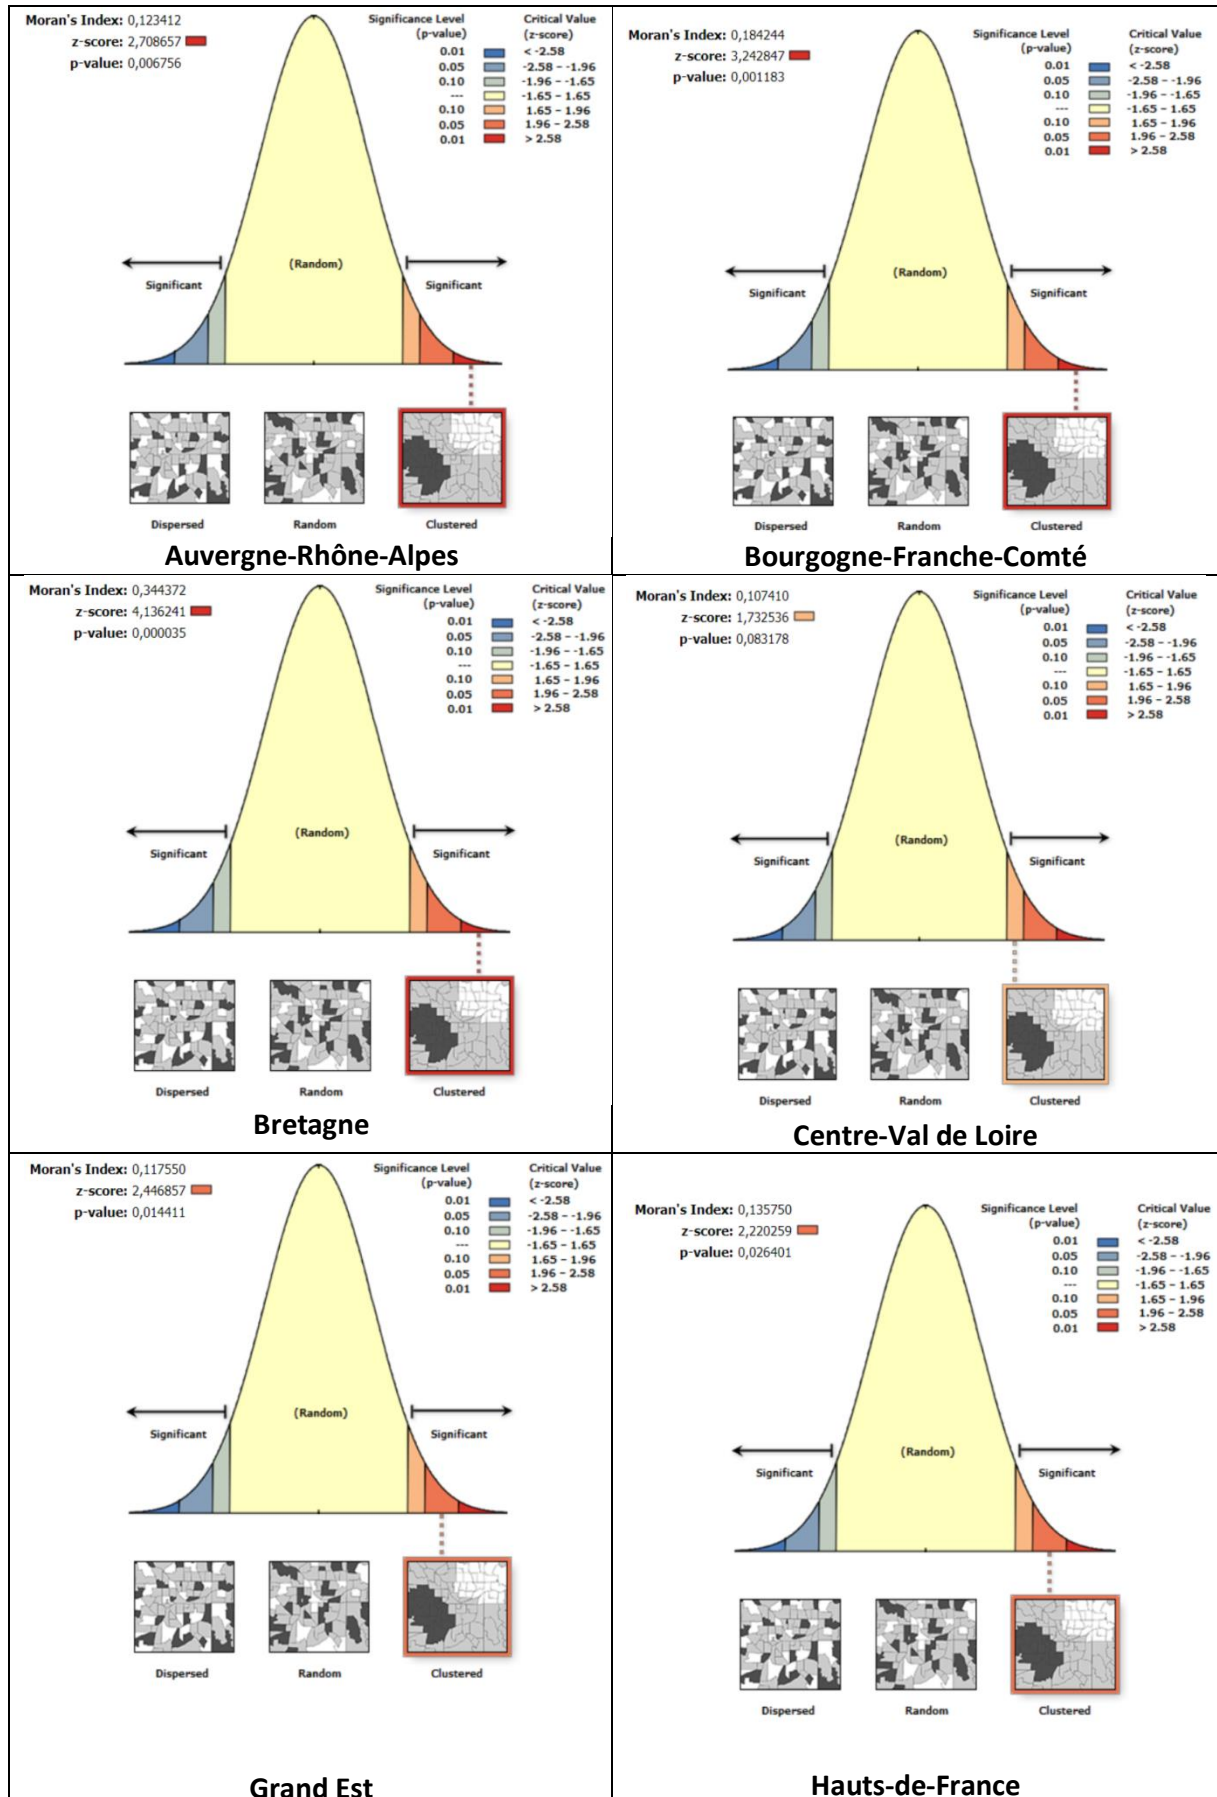 Moran's Index: 0,123412
z-score: 2,708657
p-value: 0,006756
Significance Level (p-value)
Critical Value (z-score)
0.01 < -2.58
0.05 -2.58 – -1.96
0.10 -1.96 – -1.65
--- -1.65 – 1.65
0.10 1.65 – 1.96
0.05 1.96 – 2.58
0.01 > 2.58
(Random)
Significant
Significant
Dispersed
Random
Clustered
Auvergne-Rhône-Alpes
Moran's Index: 0,184244
z-score: 3,242847
p-value: 0,001183
Significance Level (p-value)
Critical Value (z-score)
0.01 < -2.58
0.05 -2.58 – -1.96
0.10 -1.96 – -1.65
--- -1.65 – 1.65
0.10 1.65 – 1.96
0.05 1.96 – 2.58
0.01 > 2.58
(Random)
Significant
Significant
Dispersed
Random
Clustered
Bourgogne-Franche-Comté
Moran's Index: 0,344372
z-score: 4,136241
p-value: 0,000035
Significance Level (p-value)
Critical Value (z-score)
0.01 < -2.58
0.05 -2.58 – -1.96
0.10 -1.96 – -1.65
--- -1.65 – 1.65
0.10 1.65 – 1.96
0.05 1.96 – 2.58
0.01 > 2.58
(Random)
Significant
Significant
Dispersed
Random
Clustered
Bretagne
Moran's Index: 0,107410
z-score: 1,732536
p-value: 0,083178
Significance Level (p-value)
Critical Value (z-score)
0.01 < -2.58
0.05 -2.58 – -1.96
0.10 -1.96 – -1.65
--- -1.65 – 1.65
0.10 1.65 – 1.96
0.05 1.96 – 2.58
0.01 > 2.58
(Random)
Significant
Significant
Dispersed
Random
Clustered
Centre-Val de Loire
Moran's Index: 0,117550
z-score: 2,446857
p-value: 0,014411
Significance Level (p-value)
Critical Value (z-score)
0.01 < -2.58
0.05 -2.58 – -1.96
0.10 -1.96 – -1.65
--- -1.65 – 1.65
0.10 1.65 – 1.96
0.05 1.96 – 2.58
0.01 > 2.58
(Random)
Significant
Significant
Dispersed
Random
Clustered
Grand Est
Moran's Index: 0,135750
z-score: 2,220259
p-value: 0,026401
Significance Level (p-value)
Critical Value (z-score)
0.01 < -2.58
0.05 -2.58 – -1.96
0.10 -1.96 – -1.65
--- -1.65 – 1.65
0.10 1.65 – 1.96
0.05 1.96 – 2.58
0.01 > 2.58
(Random)
Significant
Significant
Dispersed
Random
Clustered
Hauts-de-France